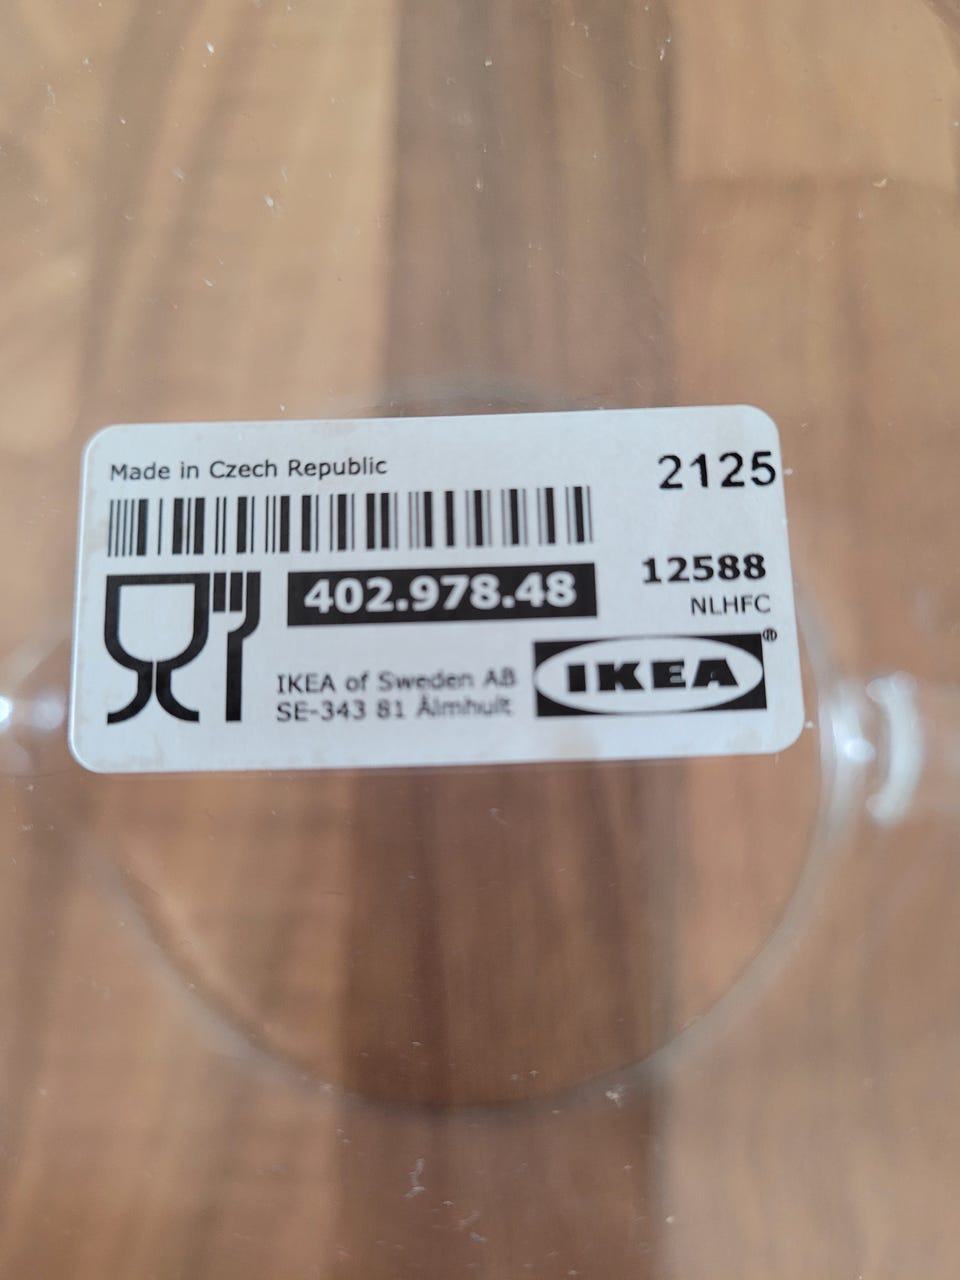 Made in Czech Republic
2125
402.978.48
12588
NLHFC
IKEA of Sweden AB
SE-343 81 Älmhult
IKEA®